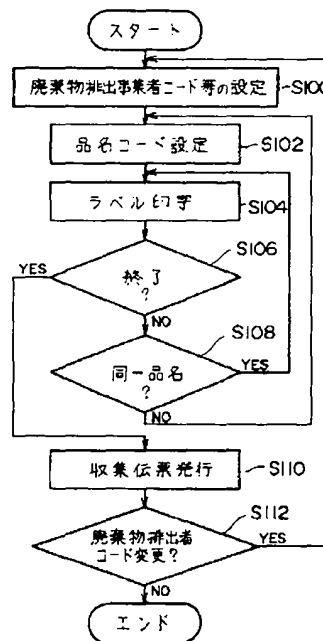 スタート
廃棄物排出事業者コード等の設定
S100
品名コード設定
S102
ラベル印字
S104
S106
YES
終了
?
NO
S108
同一品名
?
YES
NO
収集伝票発行
S110
S112
廃棄物排出者
コード変更?
YES
NO
エンド